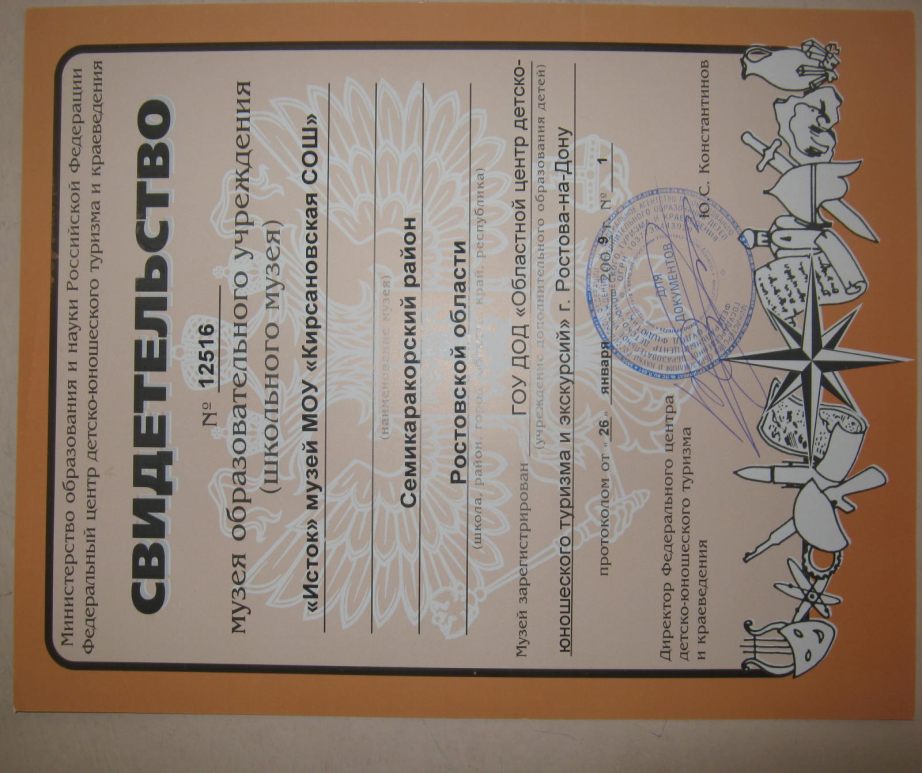 Министерство образования и науки Российской Федерации
Федеральный центр детско-юношеского туризма и краеведения
СВИДЕТЕЛЬСТВО
№ 12516
музея образовательного учреждения
(школьного музея)
«Исток» музей МОУ «Кирсановская СОШ»
(наименование музея)
Семикаракорский район
Ростовской области
(школа, район, город, область, край, республика)
Музей зарегистрирован ГОУ ДОД «Областной центр детско-
(учреждение дополнительного образования детей)
юношеского туризма и экскурсий» г. Ростова-на-Дону
протоколом от «26» января 2009 № 1
Директор Федерального центра
детско-юношеского туризма
и краеведения Ю.С. Константинов
ДЛЯ
ДОКУМЕНТОВ